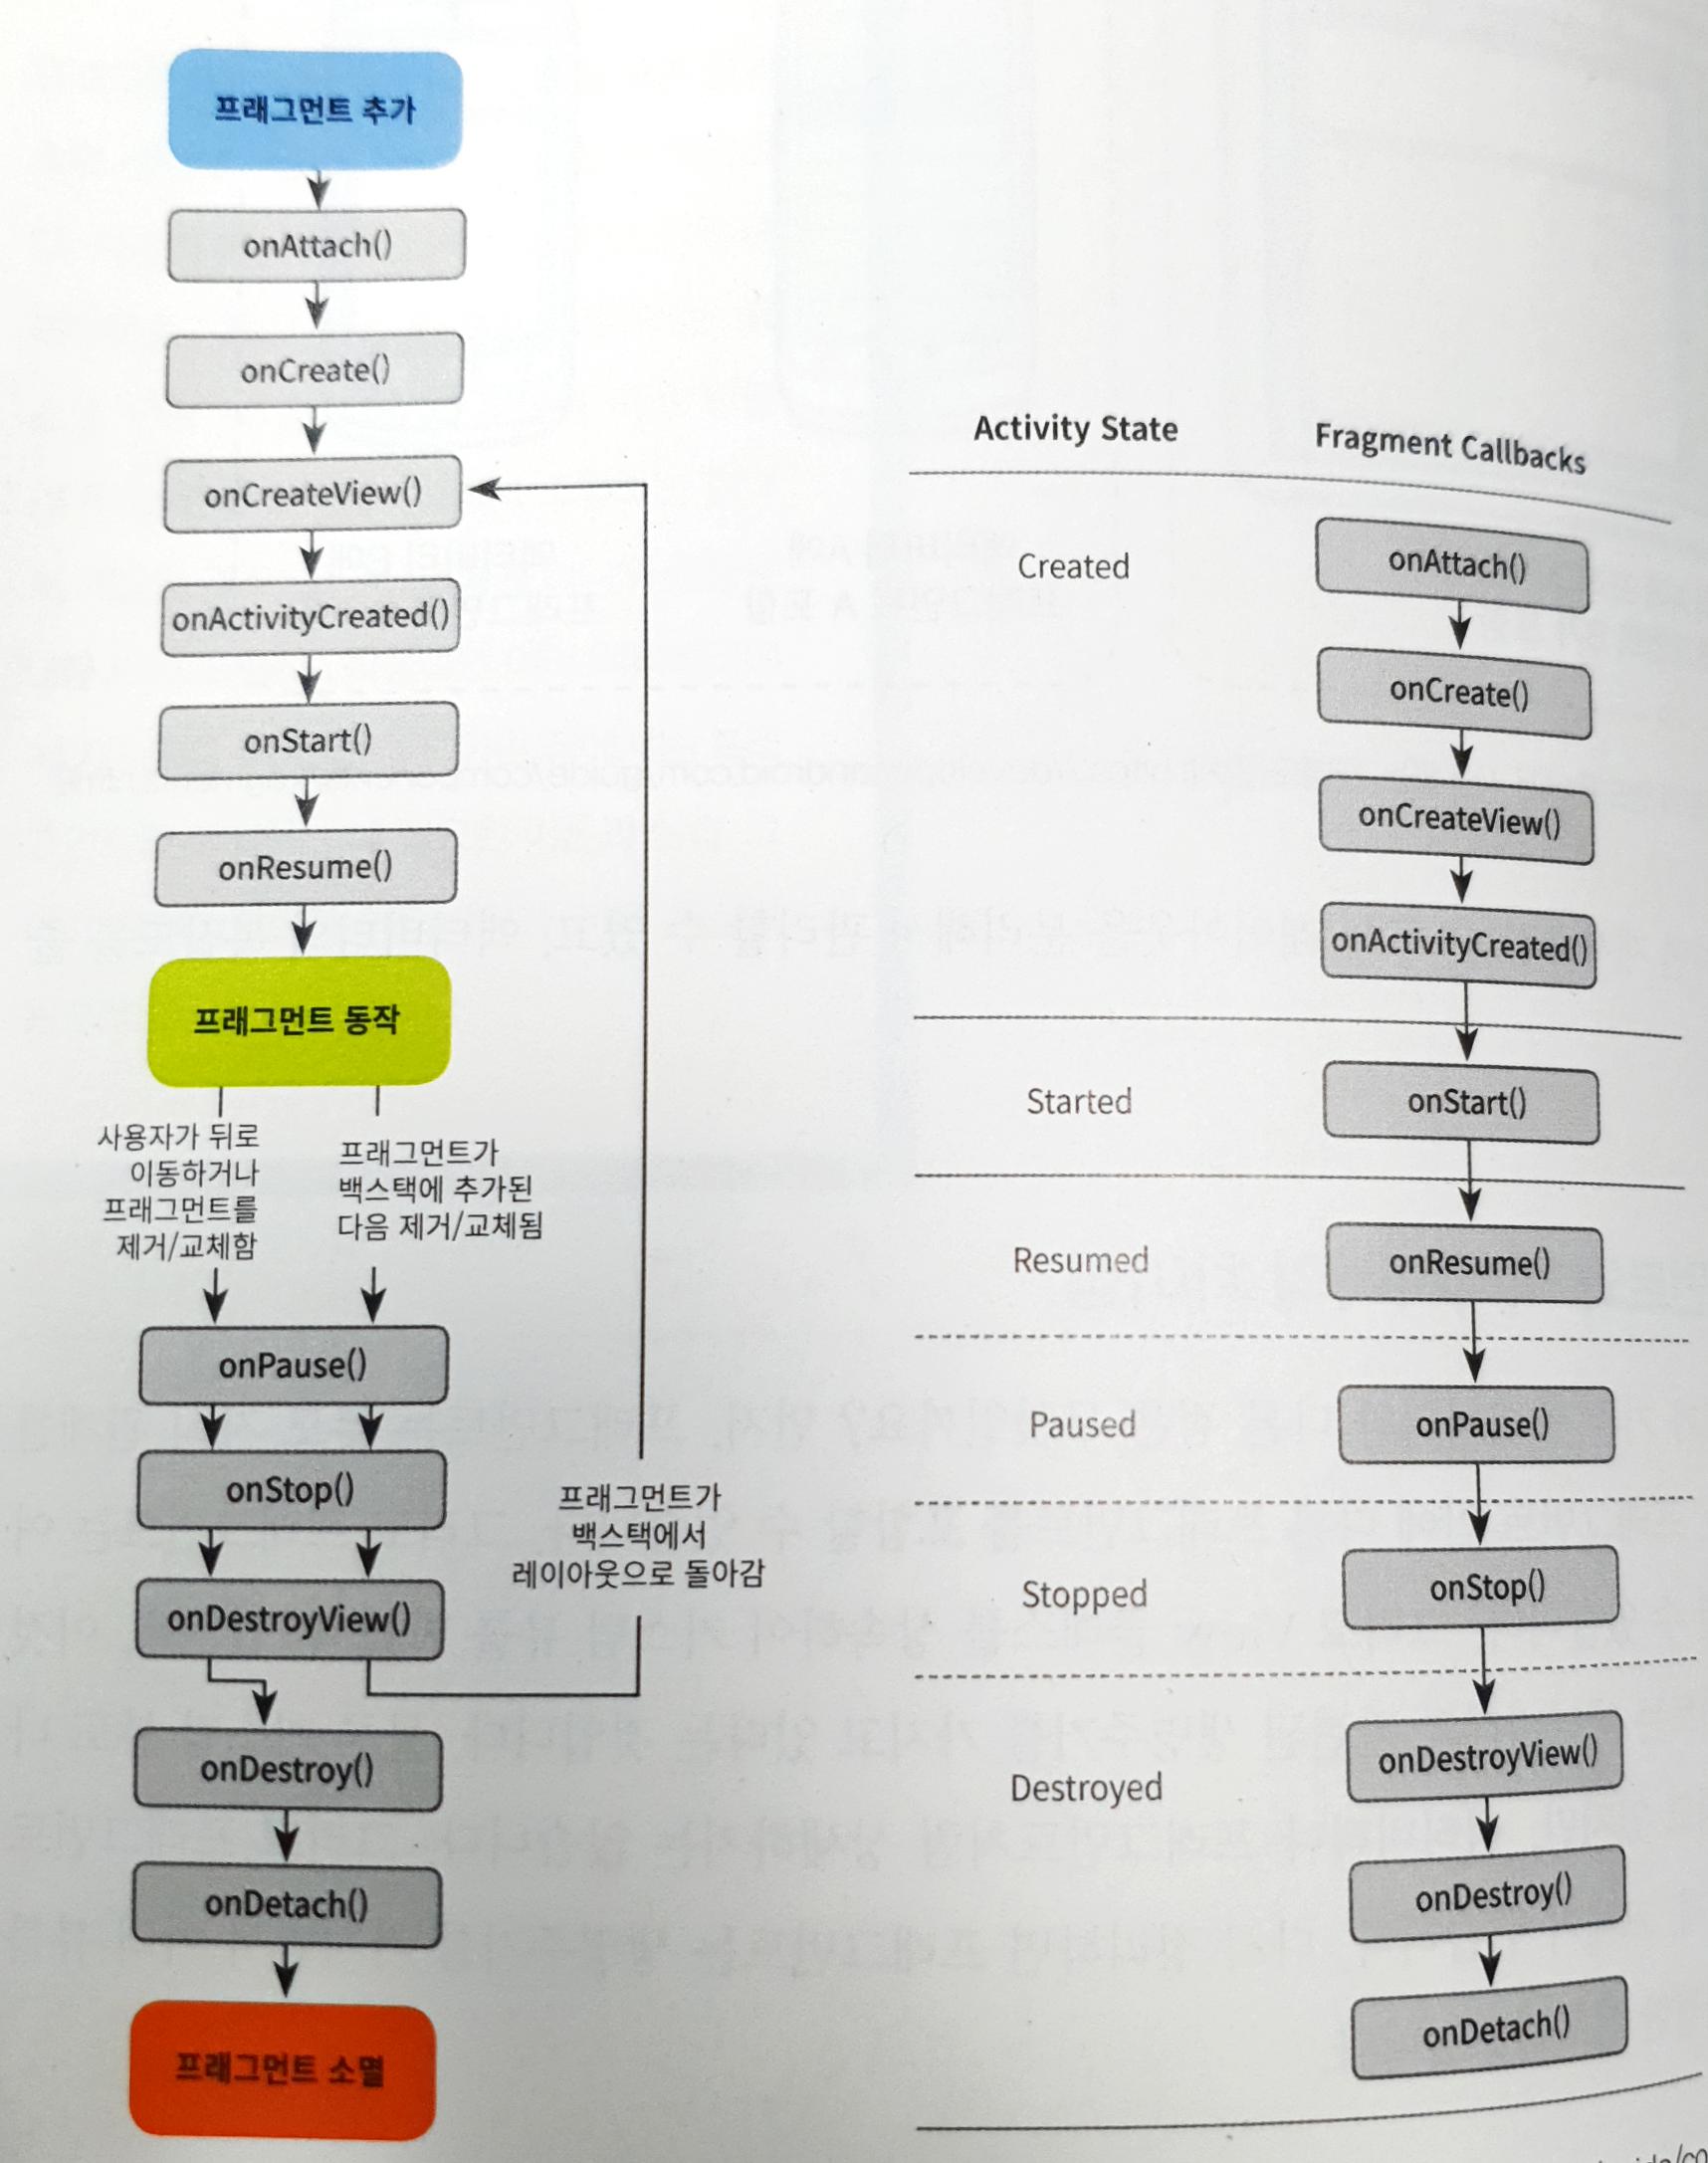 프래그먼트 추가
onAttach()
onCreate()
onCreateView()
onActivityCreated()
onStart()
onResume()
프래그먼트 동작
사용자가 뒤로
이동하거나
프래그먼트를
제거/교체함
프래그먼트가
백스택에 추가된
다음 제거/교체됨
onPause()
onStop()
onDestroyView()
프래그먼트가
백스택에서
레이아웃으로 돌아감
onDestroy()
onDetach()
프래그먼트 소멸
Activity State
Fragment Callbacks
Created
onAttach()
onCreate()
onCreateView()
onActivityCreated()
Started
onStart()
Resumed
onResume()
Paused
onPause()
Stopped
onStop()
Destroyed
onDestroyView()
onDestroy()
onDetach()